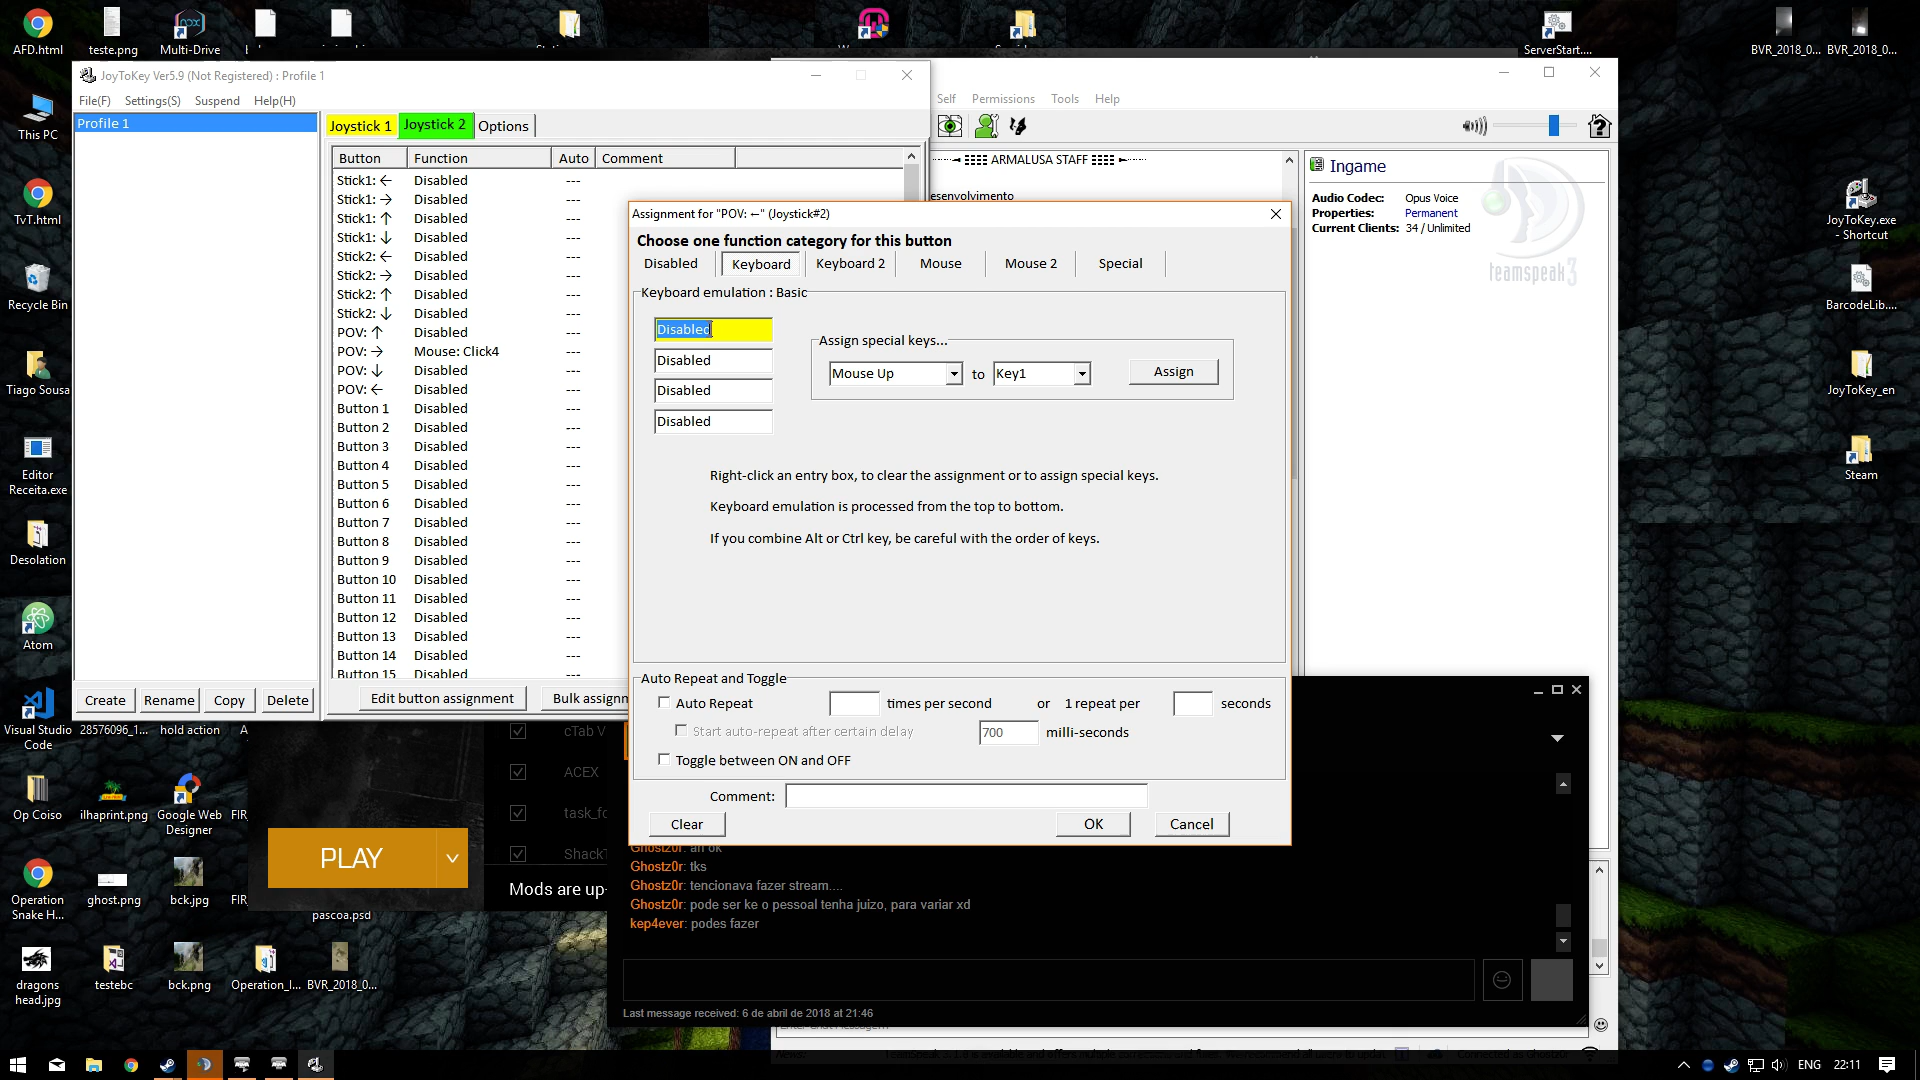 AFD.html
teste.png
Multi-Drive
ServerStart....
BVR_2018_0...
BVR_2018_0...
This PC
TvT.html
Recycle Bin
Tiago Sousa
Editor
Receita.exe
Desolation
Atom
Visual Studio
Code
28576096_1...
hold action
Op Coiso
ilhaprint.png
Google Web
Designer
Operation
Snake H...
ghost.png
bck.jpg
pascoa.psd
dragons
head.jpg
testebc
bck.png
Operation_I...
BVR_2018_0...
JoyToKey.exe
- Shortcut
BarcodeLib....
JoyToKey_en
Steam
JoyToKey Ver5.9 (Not Registered) : Profile 1
File(F) Settings(S) Suspend Help(H)
Profile 1
Joystick 1 Joystick 2 Options
Button Function Auto Comment
Stick1: ← Disabled ---
Stick1: → Disabled ---
Stick1: ↑ Disabled ---
Stick1: ↓ Disabled ---
Stick2: ← Disabled ---
Stick2: → Disabled ---
Stick2: ↑ Disabled ---
Stick2: ↓ Disabled ---
POV: ↑ Disabled ---
POV: → Mouse: Click4 ---
POV: ↓ Disabled ---
POV: ← Disabled ---
Button 1 Disabled ---
Button 2 Disabled ---
Button 3 Disabled ---
Button 4 Disabled ---
Button 5 Disabled ---
Button 6 Disabled ---
Button 7 Disabled ---
Button 8 Disabled ---
Button 9 Disabled ---
Button 10 Disabled ---
Button 11 Disabled ---
Button 12 Disabled ---
Button 13 Disabled ---
Button 14 Disabled ---
Button 15 Disabled ---
Create Rename Copy Delete
Edit button assignment Bulk assignn
Self Permissions Tools Help
ARMALUSA STAFF
esenvolvimento
Ingame
Audio Codec: Opus Voice
Properties: Permanent
Current Clients: 34 / Unlimited
teamspeak3
Assignment for "POV: ←" (Joystick#2)
Choose one function category for this button
Disabled Keyboard Keyboard 2 Mouse Mouse 2 Special
Keyboard emulation : Basic
Disabled
Disabled
Disabled
Disabled
Assign special keys...
Mouse Up to Key1 Assign
Right-click an entry box, to clear the assignment or to assign special keys.
Keyboard emulation is processed from the top to bottom.
If you combine Alt or Ctrl key, be careful with the order of keys.
Auto Repeat and Toggle
Auto Repeat times per second or 1 repeat per seconds
Start auto-repeat after certain delay 700 milli-seconds
Toggle between ON and OFF
Comment:
Clear OK Cancel
cTab V
ACEX
task_fo
ShackT
PLAY
Mods are up-
Ghostz0r: ah ok
Ghostz0r: tks
Ghostz0r: tencionava fazer stream....
Ghostz0r: pode ser ke o pessoal tenha juizo, para variar xd
kep4ever: podes fazer
Last message received: 6 de abril de 2018 at 21:46
ENG 22:11